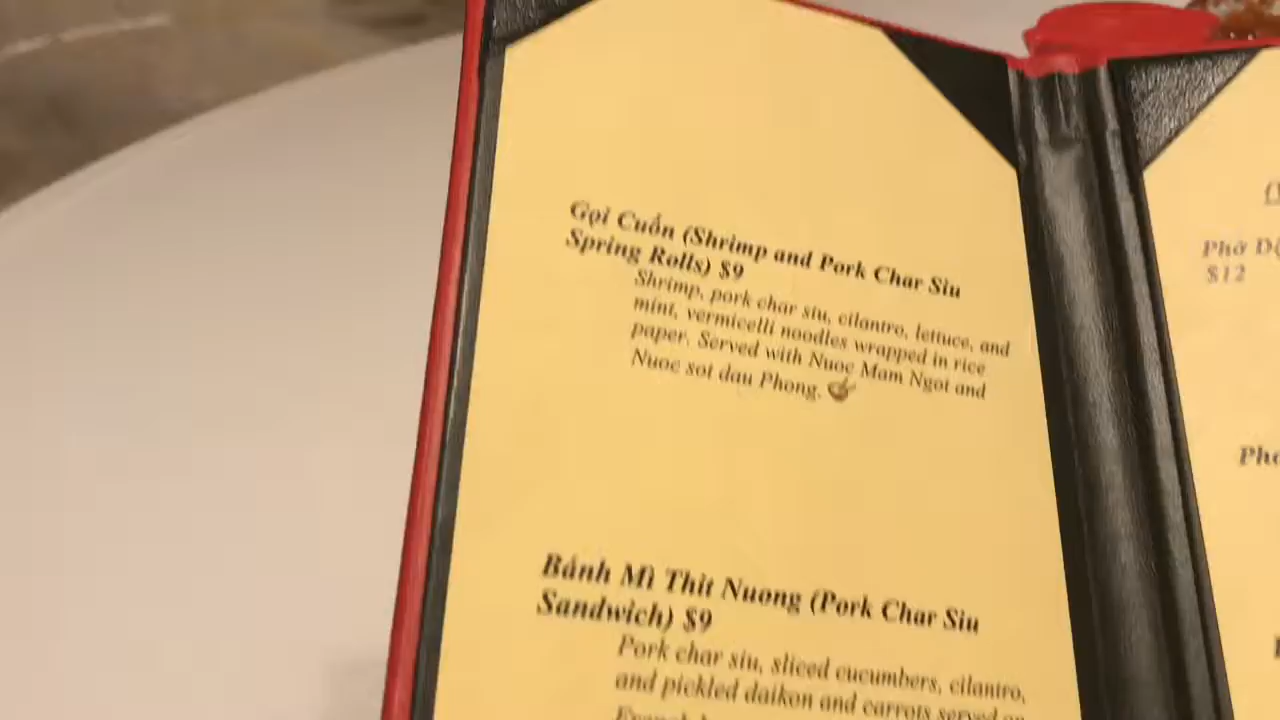 Gọi Cuốn (Shrimp and Pork Char Siu
Spring Rolls) $9
Shrimp, pork char siu, cilantro, lettuce, and
mint, vermicelli noodles wrapped in rice
paper. Served with Nuoc Mam Ngot and
Nuoc sot dau Phong.
Bánh Mì Thit Nuong (Pork Char Siu
Sandwich) $9
Pork char siu, sliced cucumbers, cilantro,
and pickled daikon and carrots served on
Phở
$12